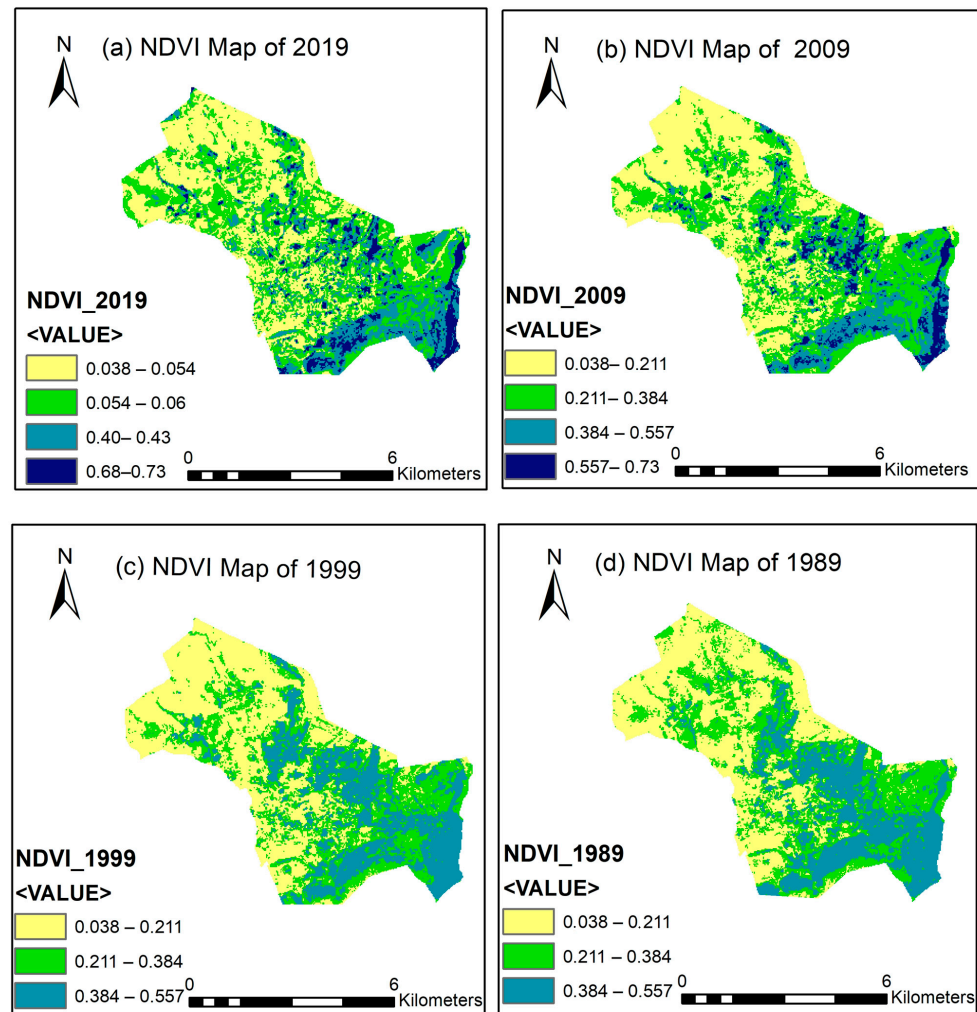 N
(a) NDVI Map of 2019
NDVI_2019
<VALUE>
0.038 – 0.054
0.054 – 0.06
0.40– 0.43
0.68–0.73
0 6
Kilometers
N
(b) NDVI Map of 2009
NDVI_2009
<VALUE>
0.038– 0.211
0.211– 0.384
0.384 – 0.557
0.557– 0.73
0 6
Kilometers
N
(c) NDVI Map of 1999
NDVI_1999
<VALUE>
0.038 – 0.211
0.211 – 0.384
0.384 – 0.557
0 6
Kilometers
N
(d) NDVI Map of 1989
NDVI_1989
<VALUE>
0.038 – 0.211
0.211 – 0.384
0.384 – 0.557
0 6
Kilometers